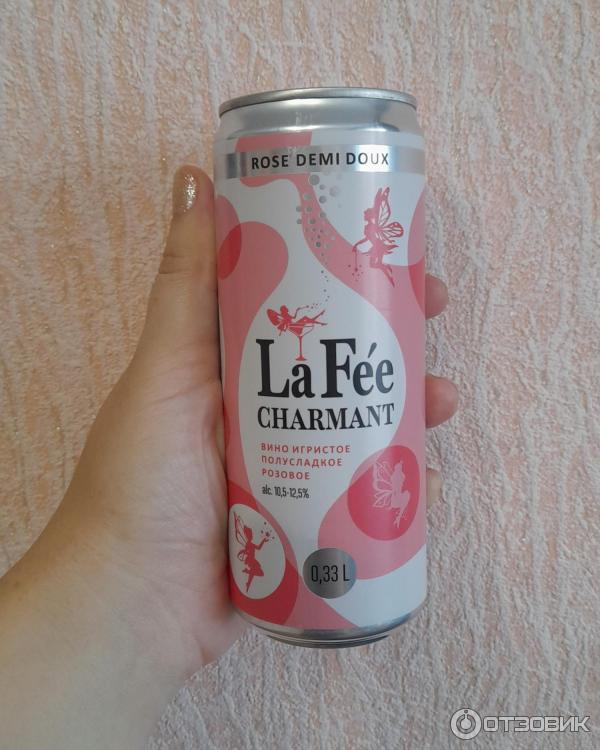 ROSE DEMI DOUX
La Fée
CHARMANT
ВИНО ИГРИСТОЕ
ПОЛУСЛАДКОЕ
РОЗОВОЕ
alc. 10,5-12,5%
0,33 L
ОТЗОВИК